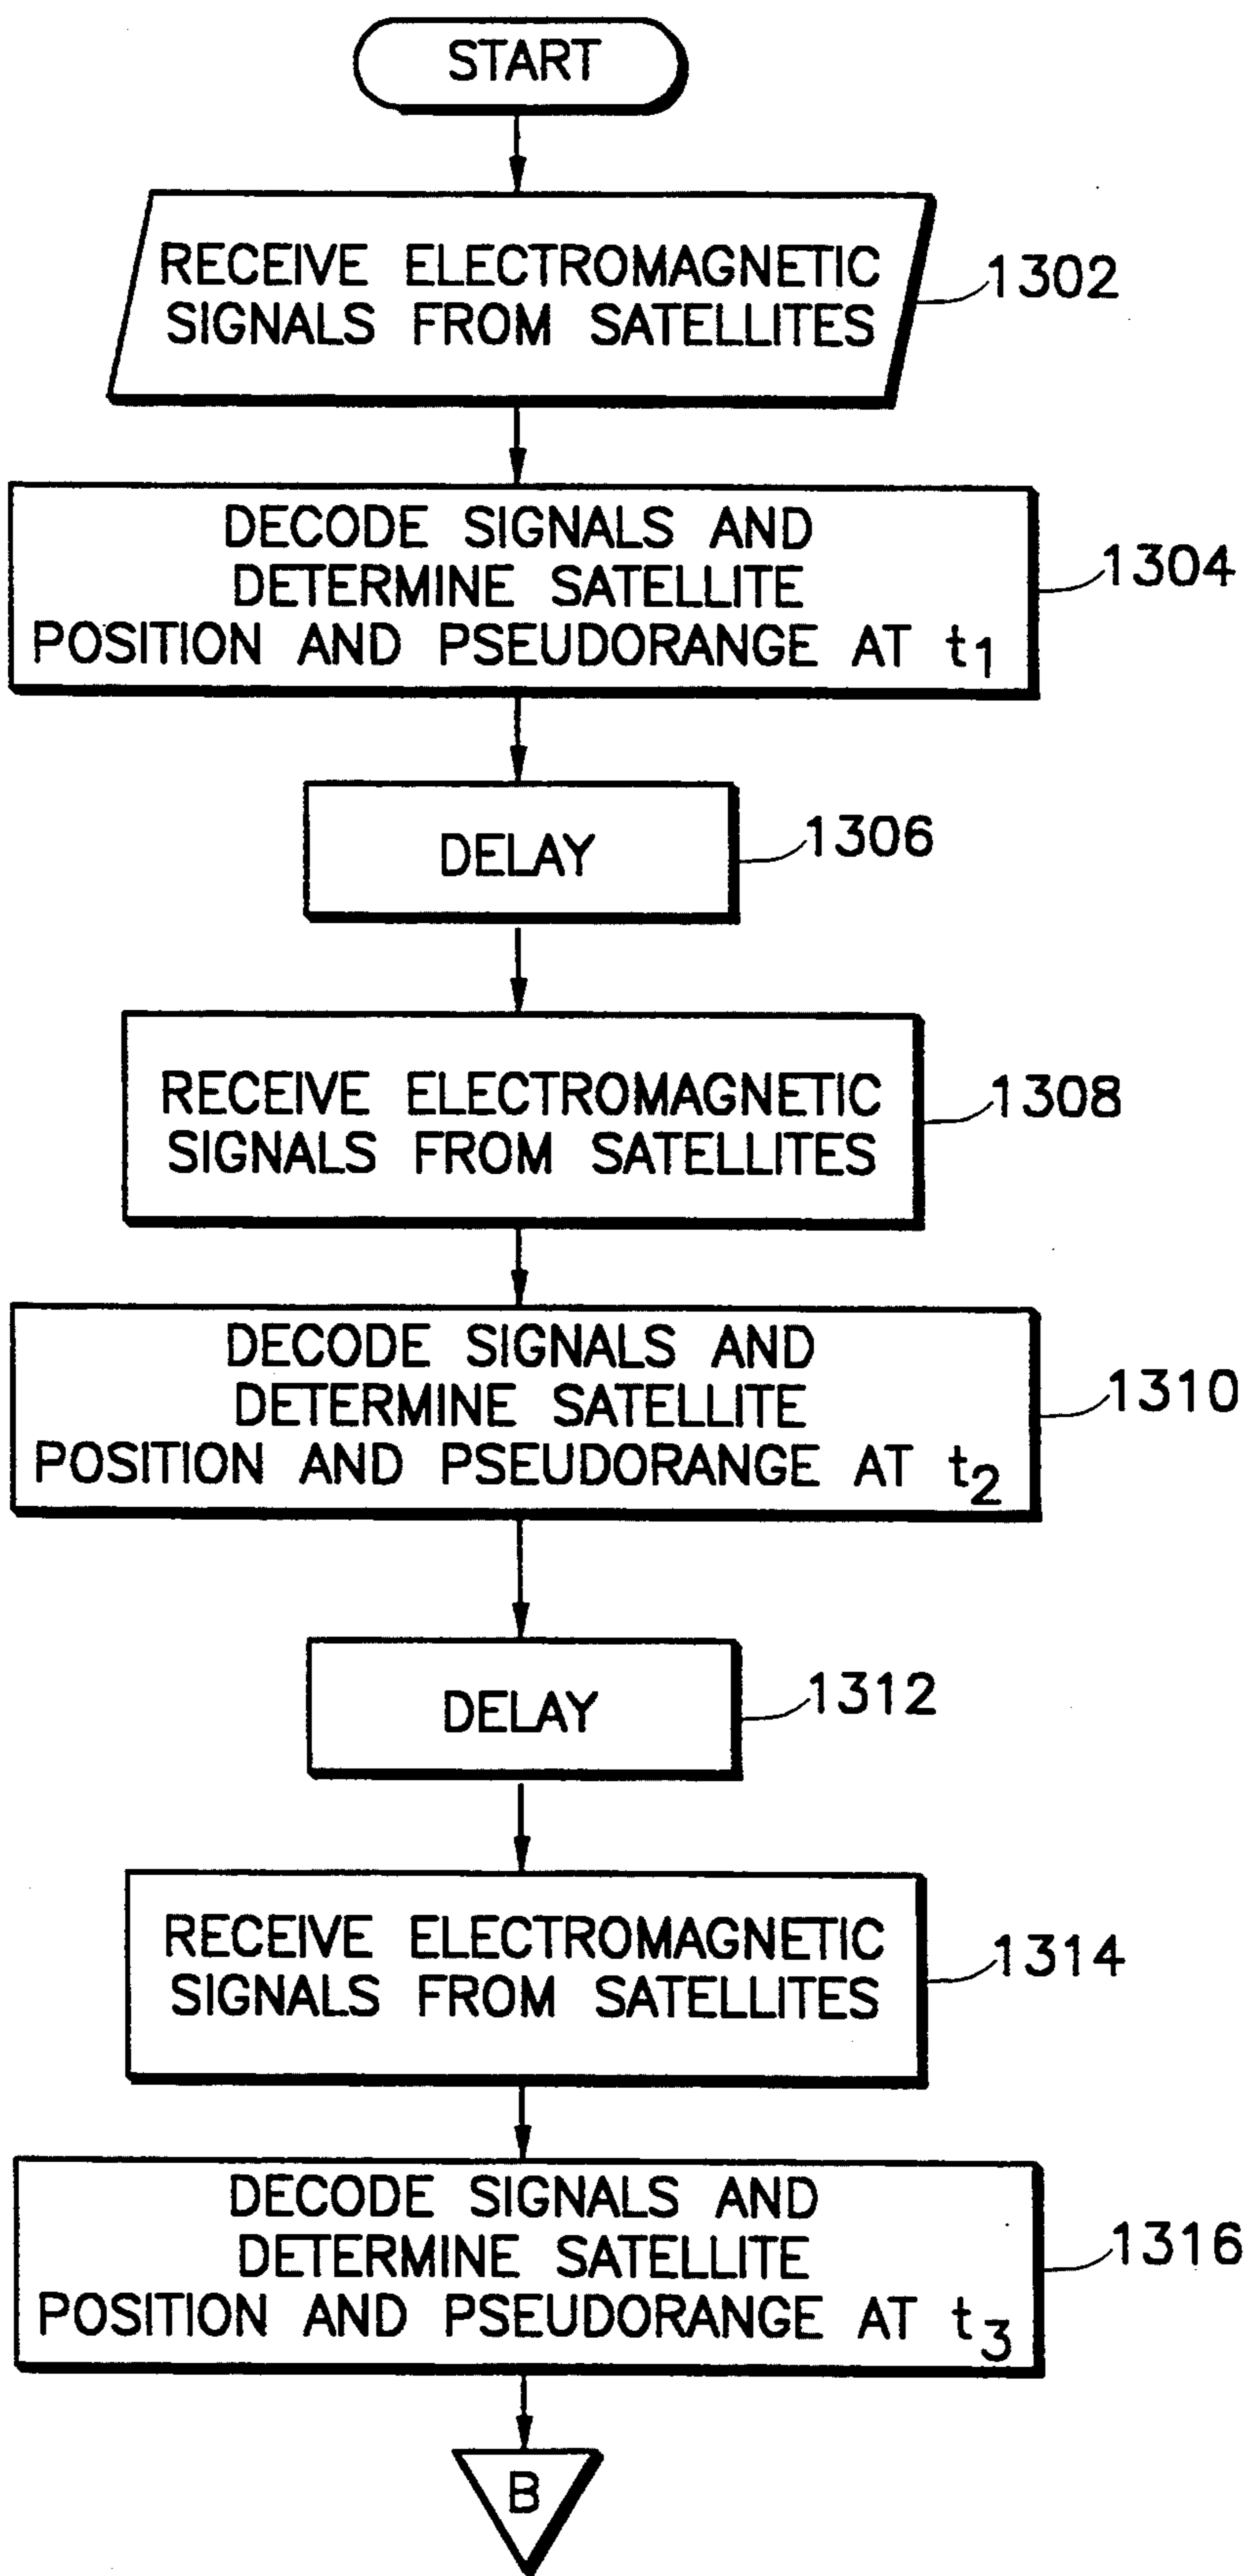 START
RECEIVE ELECTROMAGNETIC
SIGNALS FROM SATELLITES
1302
DECODE SIGNALS AND
DETERMINE SATELLITE
POSITION AND PSEUDORANGE AT t1
1304
DELAY
1306
RECEIVE ELECTROMAGNETIC
SIGNALS FROM SATELLITES
1308
DECODE SIGNALS AND
DETERMINE SATELLITE
POSITION AND PSEUDORANGE AT t2
1310
DELAY
1312
RECEIVE ELECTROMAGNETIC
SIGNALS FROM SATELLITES
1314
DECODE SIGNALS AND
DETERMINE SATELLITE
POSITION AND PSEUDORANGE AT t3
1316
B